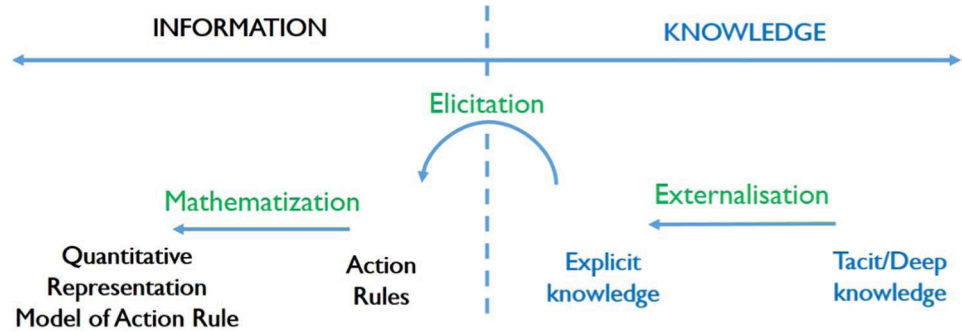 INFORMATION
KNOWLEDGE
Elicitation
Mathematization
Externalisation
Quantitative
Representation
Model of Action Rule
Action
Rules
Explicit
knowledge
Tacit/Deep
knowledge